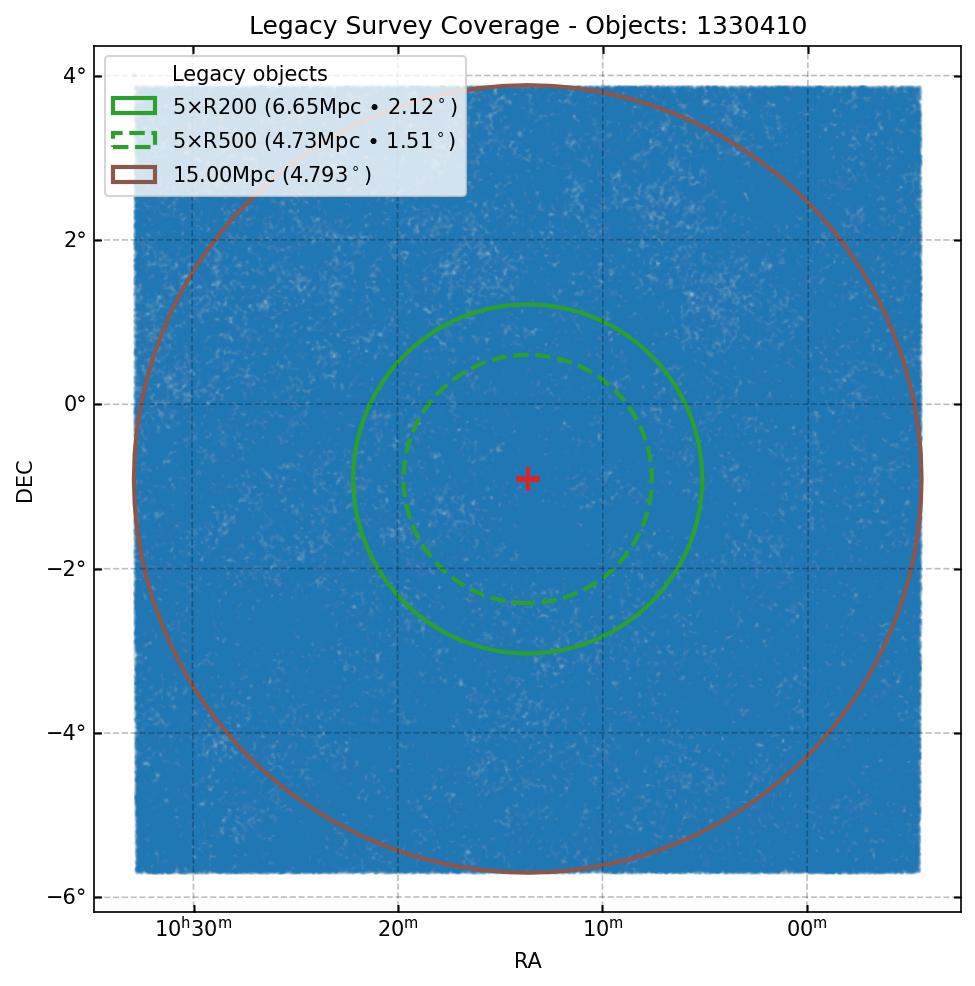 Legacy Survey Coverage - Objects: 1330410
Legacy objects
5×R200 (6.65Mpc • 2.12°)
5×R500 (4.73Mpc • 1.51°)
15.00Mpc (4.793°)
4°
2°
0°
−2°
−4°
−6°
DEC
10ʰ30ᵐ 20ᵐ 10ᵐ 00ᵐ
RA